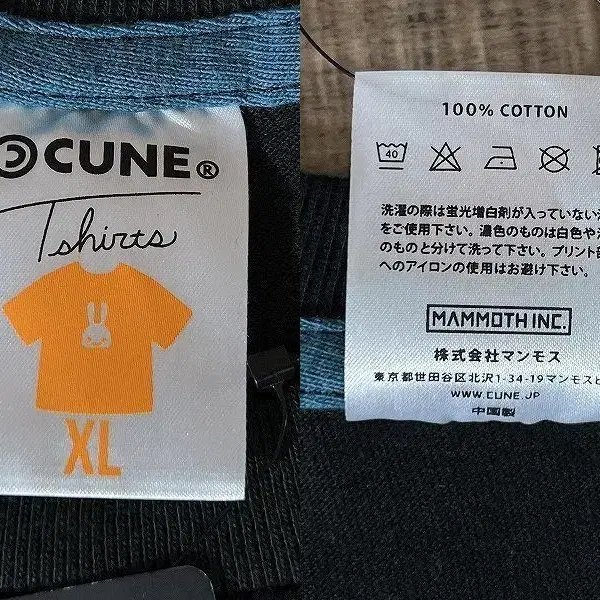 CUNE®
Tshirts
XL
100% COTTON
40
洗濯の際は蛍光増白剤が入っていない
をご使用下さい。濃色のものは白色や
のものと分けて洗って下さい。プリント
へのアイロンの使用はお避け下さい。
MAMMOTH INC.
株式会社マンモス
東京都世田谷区北沢1-34-19マンモス
WWW.CUNE.JP
中国製